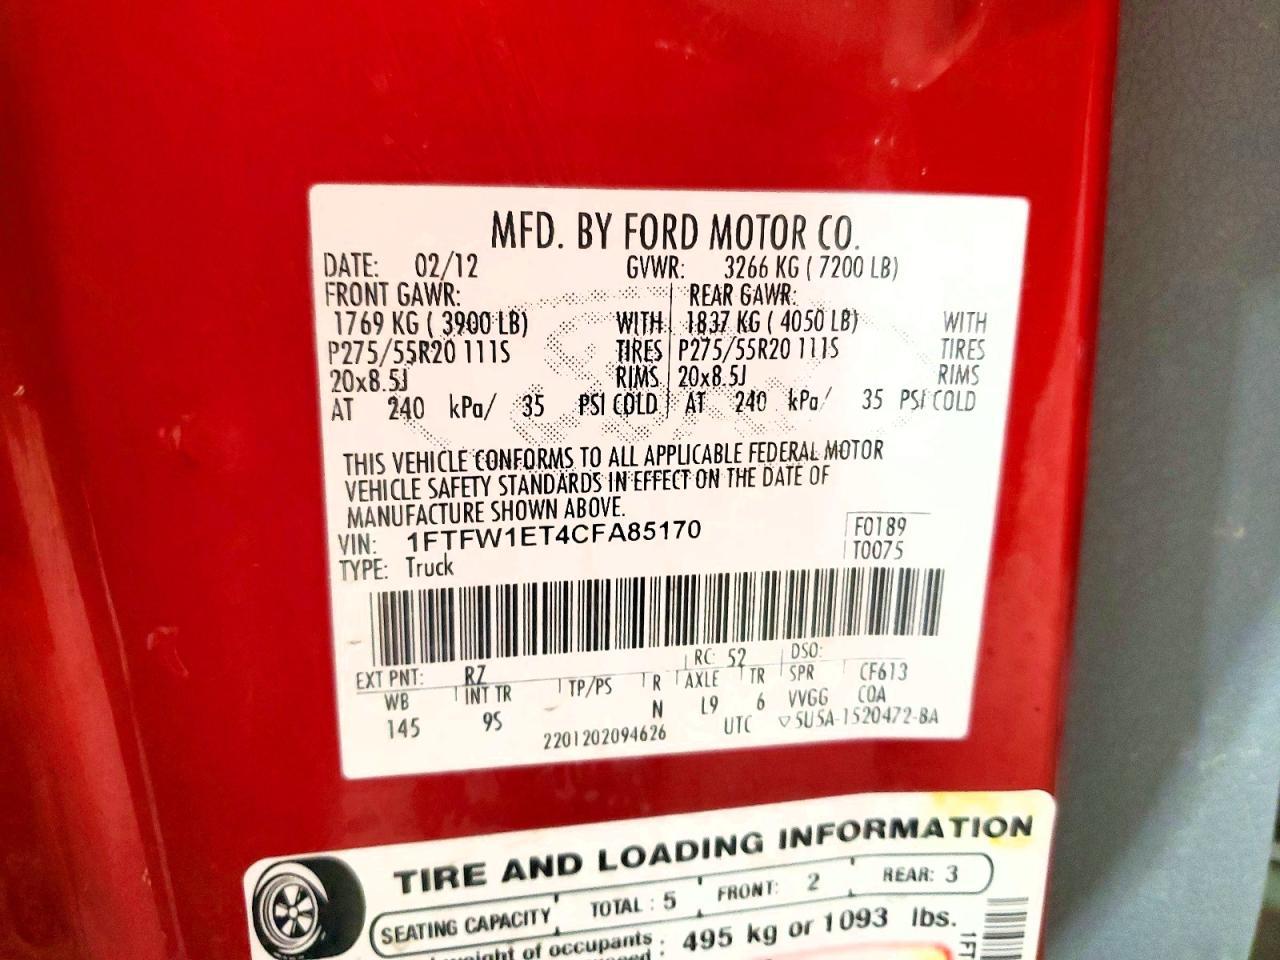 MFD. BY FORD MOTOR CO.
DATE: 02/12 GVWR: 3266 KG ( 7200 LB)
FRONT GAWR: REAR GAWR:
1769 KG ( 3900 LB) WITH 1837 KG ( 4050 LB) WITH
P275/55R20 111S TIRES P275/55R20 111S TIRES
20x8.5J RIMS 20x8.5J RIMS
AT 240 kPa/ 35 PSI COLD AT 240 kPa/ 35 PSI COLD
THIS VEHICLE CONFORMS TO ALL APPLICABLE FEDERAL MOTOR
VEHICLE SAFETY STANDARDS IN EFFECT ON THE DATE OF
MANUFACTURE SHOWN ABOVE.
VIN: 1FTFW1ET4CFA85170 F0189
TYPE: Truck T0075
EXT PNT: RZ RC: 52 DSO:
WB INT TR TP/PS R AXLE TR SPR CF613
145 9S N L9 6 VVGG COA
2201202094626 UTC ▽5U5A-1520472-BA
TIRE AND LOADING INFORMATION
SEATING CAPACITY TOTAL : 5 FRONT: 2 REAR: 3
of occupants : 495 kg or 1093 lbs.
1FT